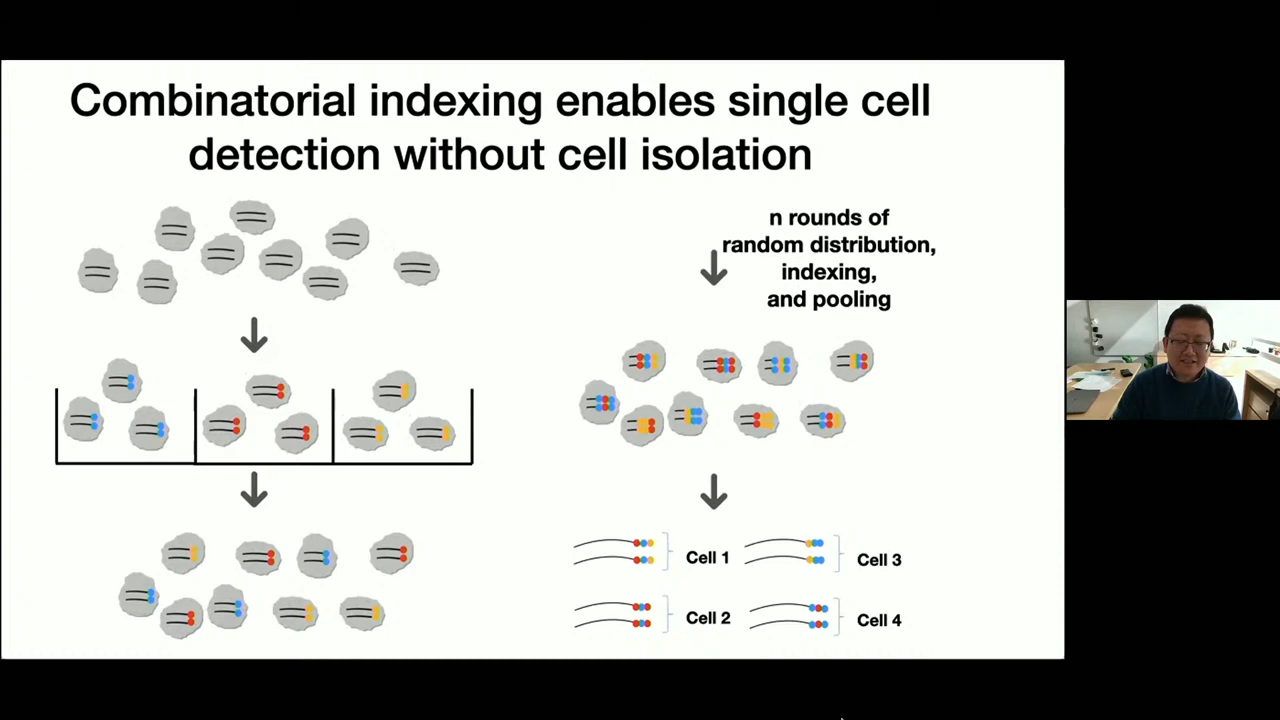 Combinatorial indexing enables single cell
detection without cell isolation
n rounds of
random distribution,
indexing,
and pooling
Cell 1
Cell 3
Cell 2
Cell 4